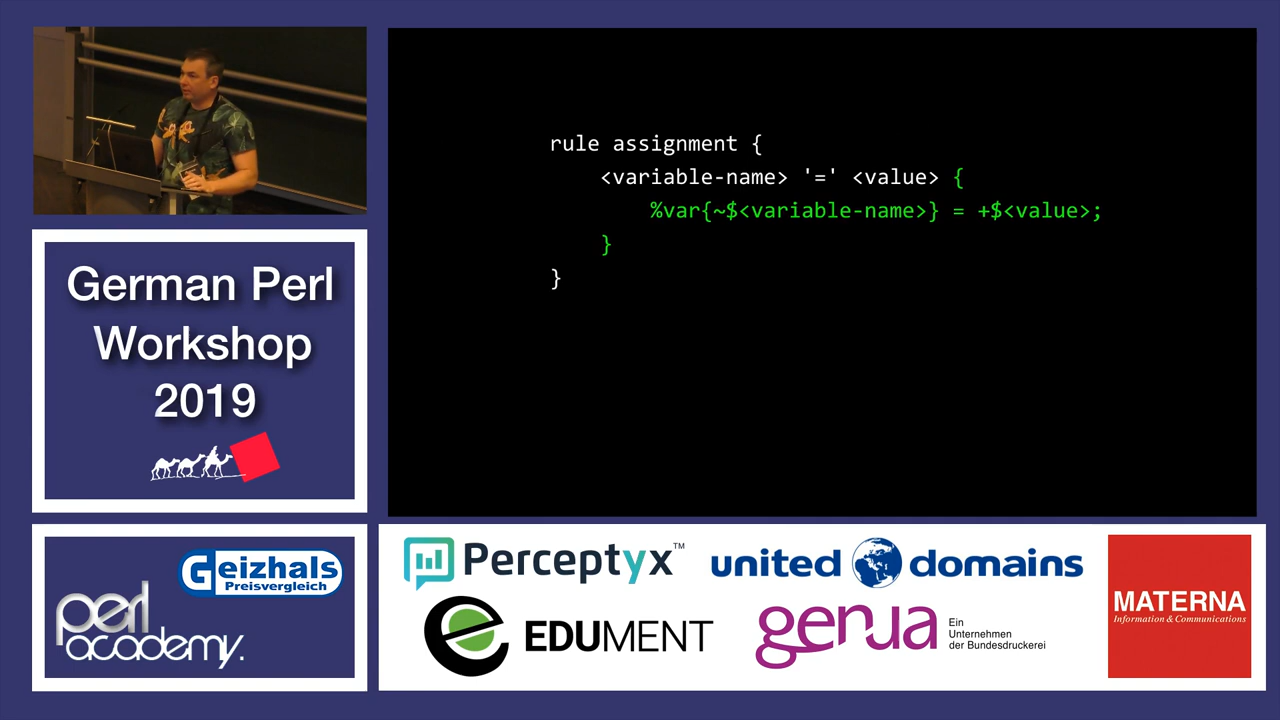 rule assignment {
<variable-name> '=' <value> {
%var{~$<variable-name>} = +$<value>;
}
}
German Perl
Workshop
2019
Geizhals
Preisvergleich
perl
academy.
Perceptyx™
united domains
EDUMENT
genua
Ein
Unternehmen
der Bundesdruckerei
MATERNA
Information & Communications